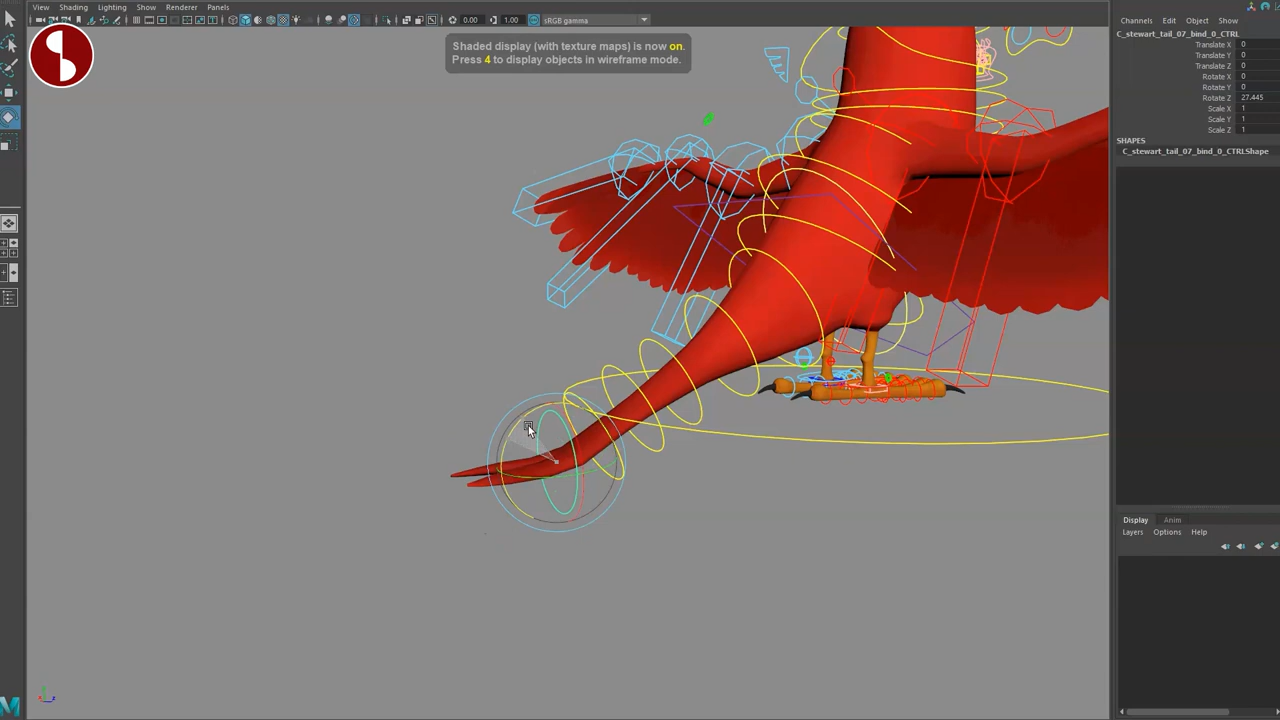 View Shading Lighting Show Renderer Panels
0.00 1.00 sRGB gamma
Shaded display (with texture maps) is now on.
Press 4 to display objects in wireframe mode.
Channels Edit Object Show
C_stewart_tail_07_bind_0_CTRL
Translate X 0
Translate Y 0
Translate Z 0
Rotate X 0
Rotate Y 0
Rotate Z 27.445
Scale X 1
Scale Y 1
Scale Z 1
SHAPES
C_stewart_tail_07_bind_0_CTRLShape
Display Anim
Layers Options Help